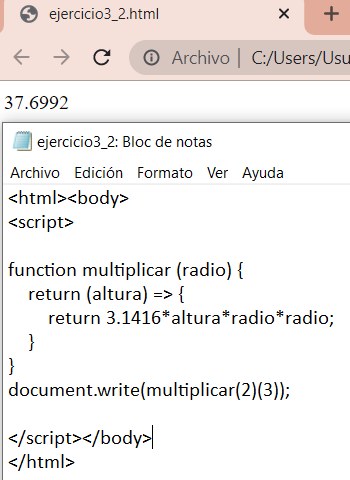 ejercicio3_2.html
Archivo | C:/Users/Usu
37.6992
ejercicio3_2: Bloc de notas
Archivo Edición Formato Ver Ayuda
<html><body>
<script>
function multiplicar (radio) {
return (altura) => {
return 3.1416*altura*radio*radio;
}
}
document.write(multiplicar(2)(3));
</script></body>
</html>